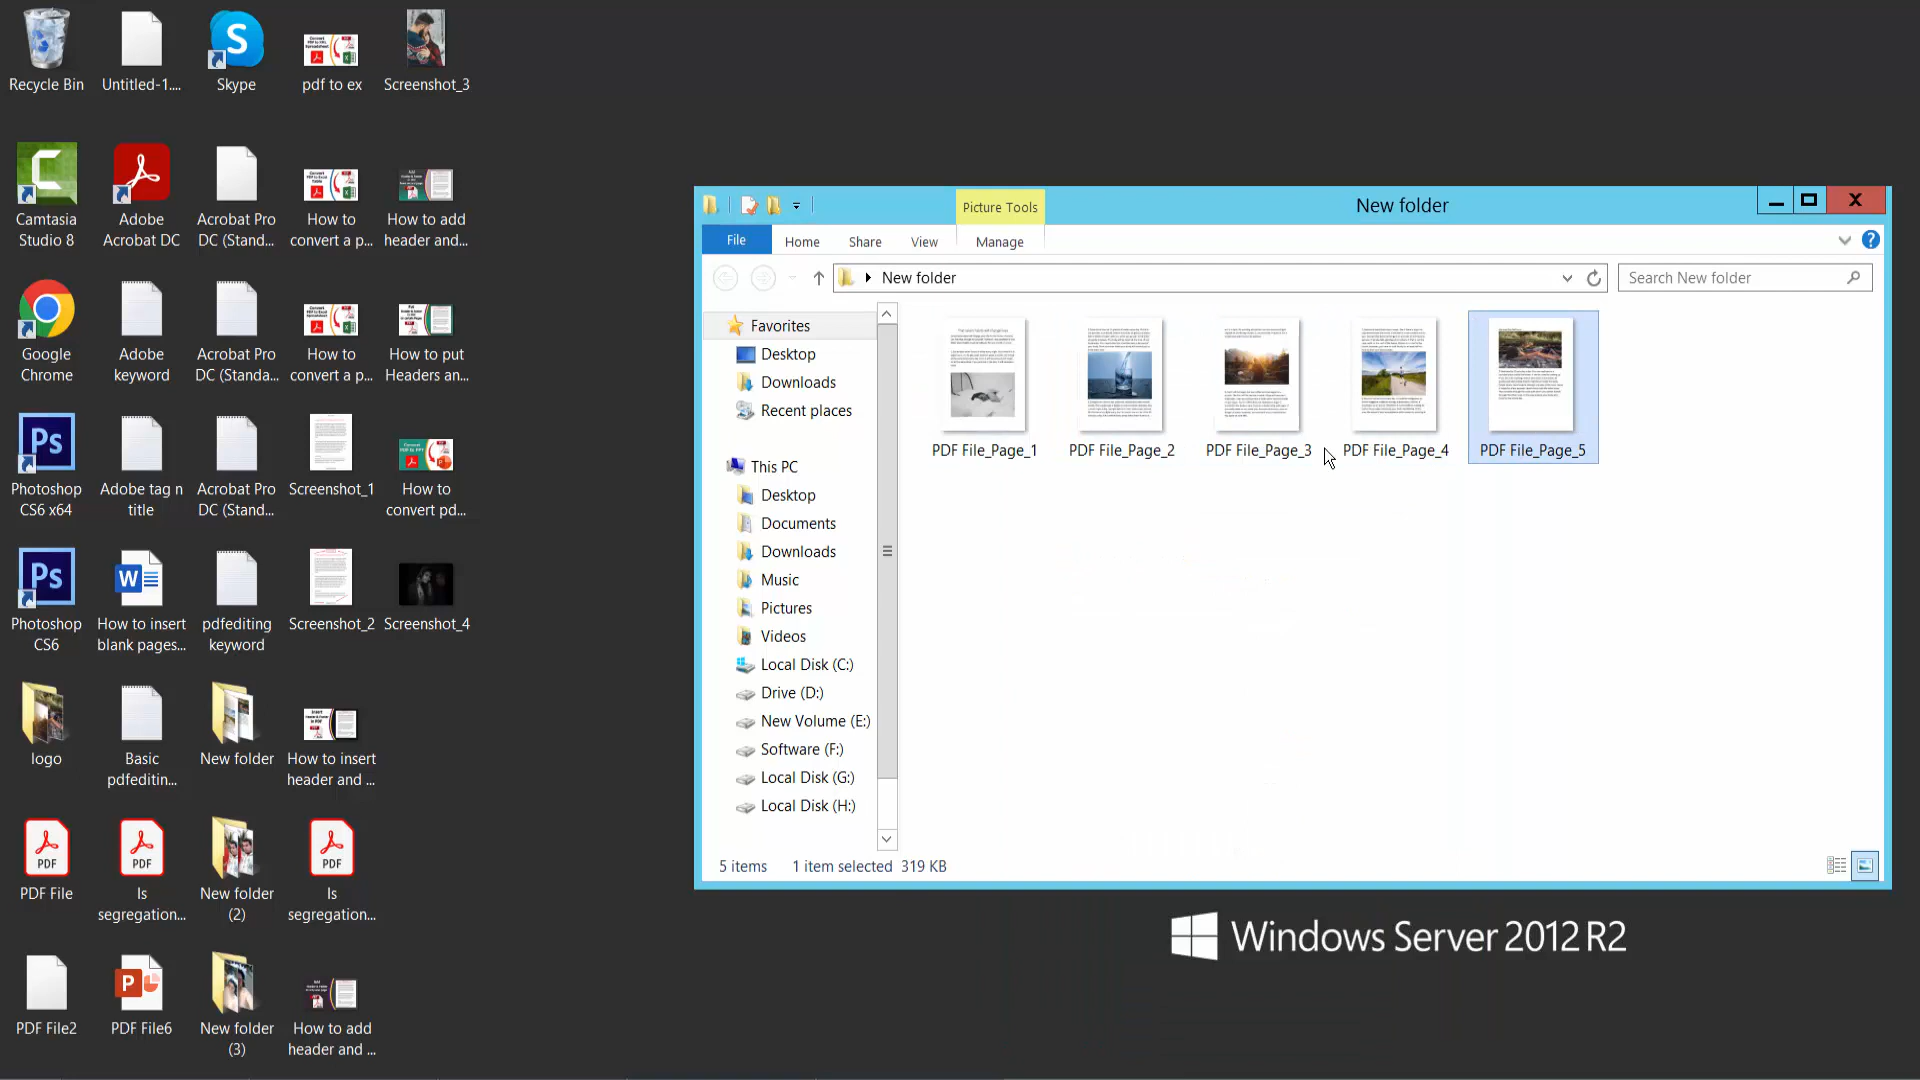 Recycle Bin
Untitled-1....
Skype
pdf to ex
Screenshot_3
Camtasia
Studio 8
Adobe
Acrobat DC
Acrobat Pro
DC (Stand...
How to
convert a p...
How to add
header and...
Google
Chrome
Adobe
keyword
Acrobat Pro
DC (Standa...
How to
convert a p...
How to put
Headers an...
Photoshop
CS6 x64
Adobe tag n
title
Acrobat Pro
DC (Stand...
Screenshot_1
How to
convert pd...
Photoshop
CS6
How to insert
blank pages...
pdfediting
keyword
Screenshot_2
Screenshot_4
logo
Basic
pdfeditin...
New folder
How to insert
header and ...
PDF
PDF File
PDF
Is
segregation...
New folder
(2)
PDF
Is
segregation...
PDF File2
PDF File6
New folder
(3)
How to add
header and ...
Picture Tools
New folder
File
Home
Share
View
Manage
New folder
Search New folder
Favorites
Desktop
Downloads
Recent places
This PC
Desktop
Documents
Downloads
Music
Pictures
Videos
Local Disk (C:)
Drive (D:)
New Volume (E:)
Software (F:)
Local Disk (G:)
Local Disk (H:)
PDF File_Page_1
PDF File_Page_2
PDF File_Page_3
PDF File_Page_4
PDF File_Page_5
5 items
1 item selected 319 KB
Windows Server 2012 R2